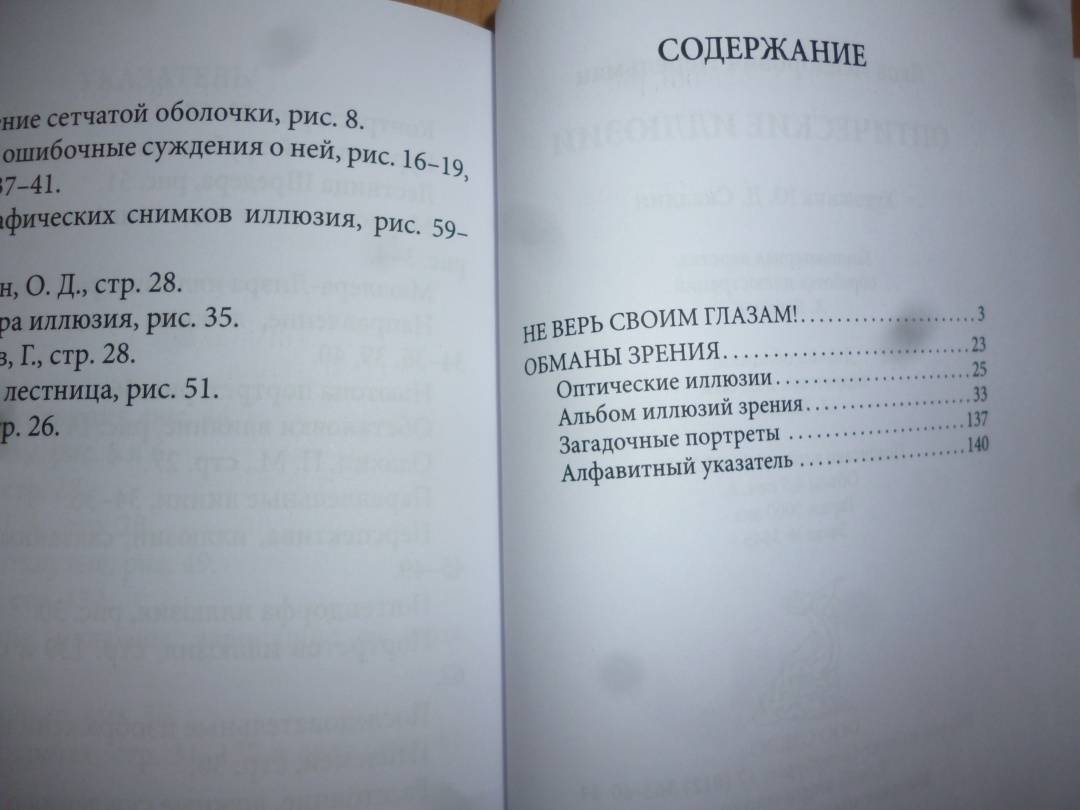 ение сетчатой оболочки, рис. 8.
ошибочные суждения о ней, рис. 16–19,
37–41.
афических снимков иллюзия, рис. 59–
н, О. Д., стр. 28.
ра иллюзия, рис. 35.
в, Г., стр. 28.
лестница, рис. 51.
р. 26.
СОДЕРЖАНИЕ
НЕ ВЕРЬ СВОИМ ГЛАЗАМ! 3
ОБМАНЫ ЗРЕНИЯ 23
Оптические иллюзии 25
Альбом иллюзий зрения 33
Загадочные портреты 137
Алфавитный указатель 140